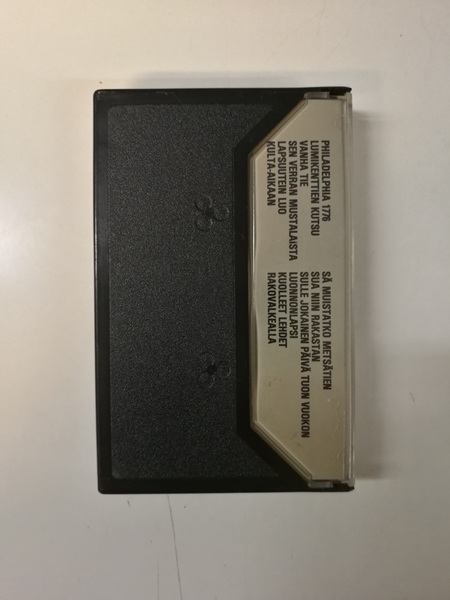 PHILADELPHIA 1776
LUMIKENTTIEN KUTSU
VANHA TIE
SEN VERRAN MUSTALAISTA
LAPSUUTEIN LUO
KULTA-AIKAAN
SÄ MUISTATKO METSÄTIEN
SUA NIIN RAKASTAN
SULLE JOKAINEN PÄIVÄ TUON VUOKON
LUONNONLAPSI
KUOLLEET LEHDET
RAKOVALKEALLA